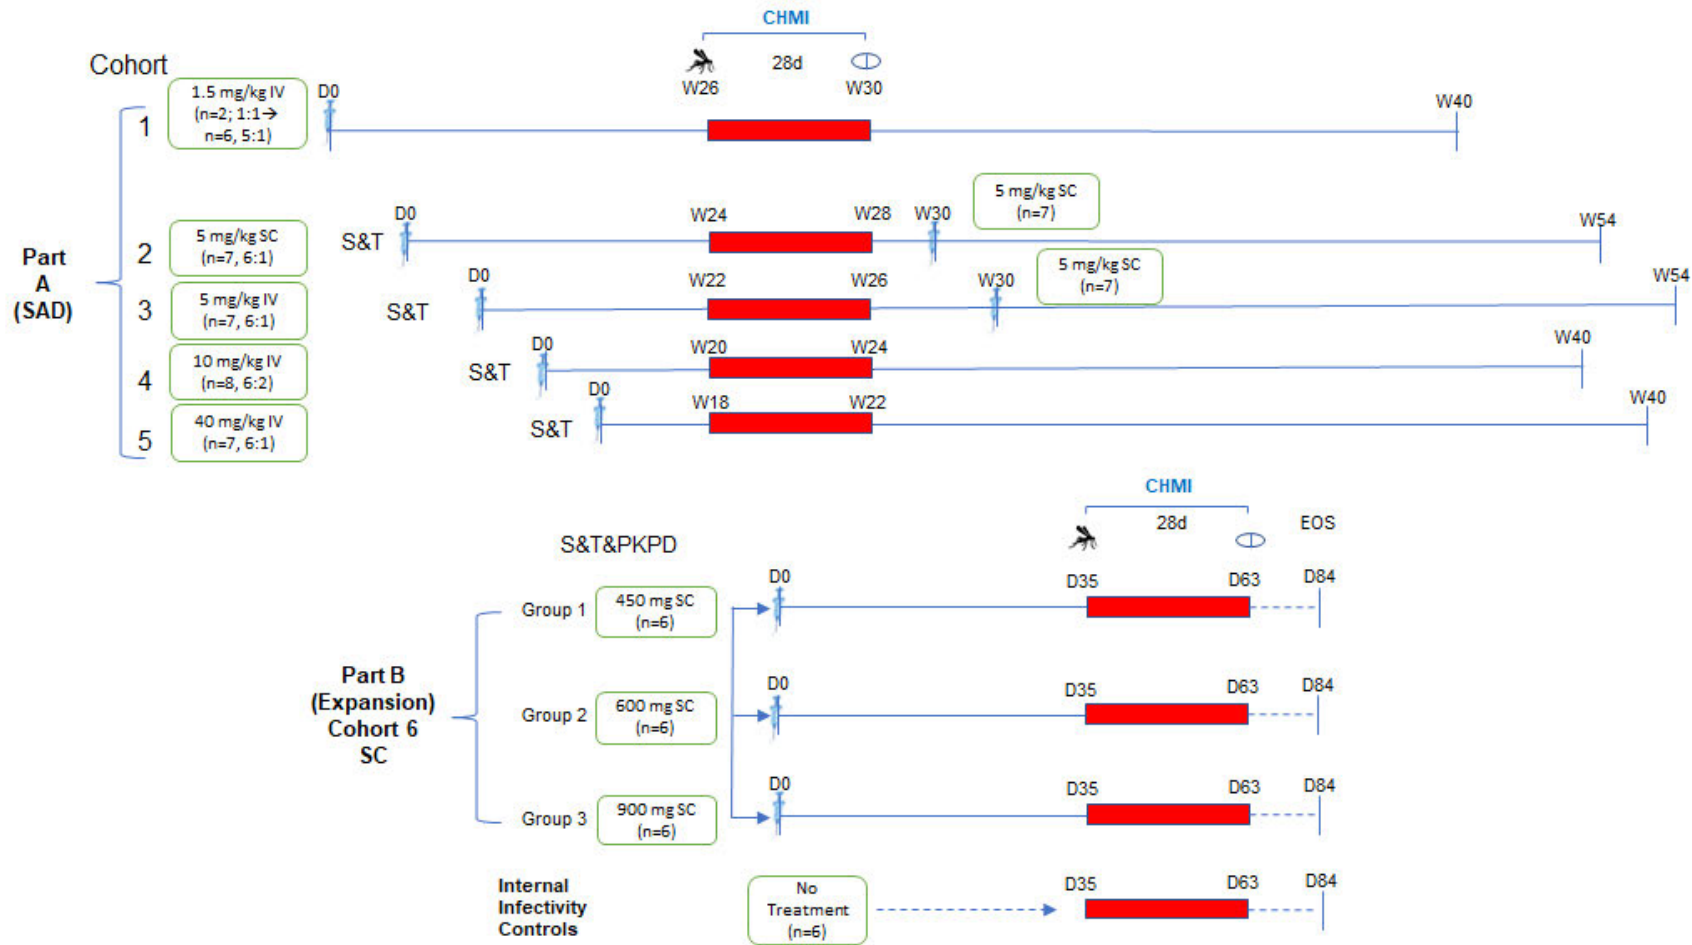 CHMI
28d
W26 W30
Cohort
Part
A
(SAD)
1
1.5 mg/kg IV
(n=2; 1:1→
n=6, 5:1)
D0
W40
2
5 mg/kg SC
(n=7, 6:1)
S&T
D0
W24 W28 W30
5 mg/kg SC
(n=7)
W54
3
5 mg/kg IV
(n=7, 6:1)
S&T
D0
W22 W26 W30
5 mg/kg SC
(n=7)
W54
4
10 mg/kg IV
(n=8, 6:2)
S&T
D0
W20 W24 W40
5
40 mg/kg IV
(n=7, 6:1)
S&T
D0
W18 W22 W40
CHMI
28d
EOS
S&T&PKPD
Part B
(Expansion)
Cohort 6
SC
Group 1
450 mg SC
(n=6)
D0 D35 D63 D84
Group 2
600 mg SC
(n=6)
D0 D35 D63 D84
Group 3
900 mg SC
(n=6)
D0 D35 D63 D84
Internal
Infectivity
Controls
No
Treatment
(n=6)
D35 D63 D84